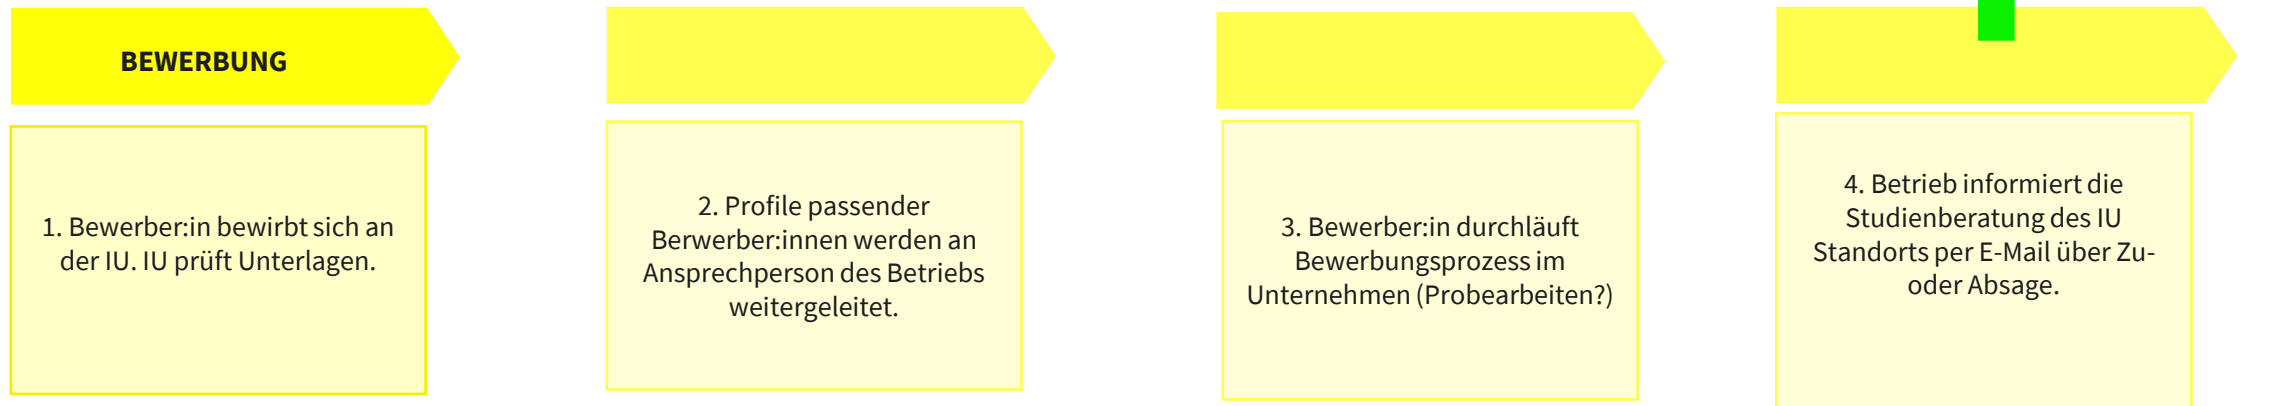 BEWERBUNG
1. Bewerber:in bewirbt sich an
der IU. IU prüft Unterlagen.
2. Profile passender
Berwerber:innen werden an
Ansprechperson des Betriebs
weitergeleitet.
3. Bewerber:in durchläuft
Bewerbungsprozess im
Unternehmen (Probearbeiten?)
4. Betrieb informiert die
Studienberatung des IU
Standorts per E-Mail über Zu-
oder Absage.